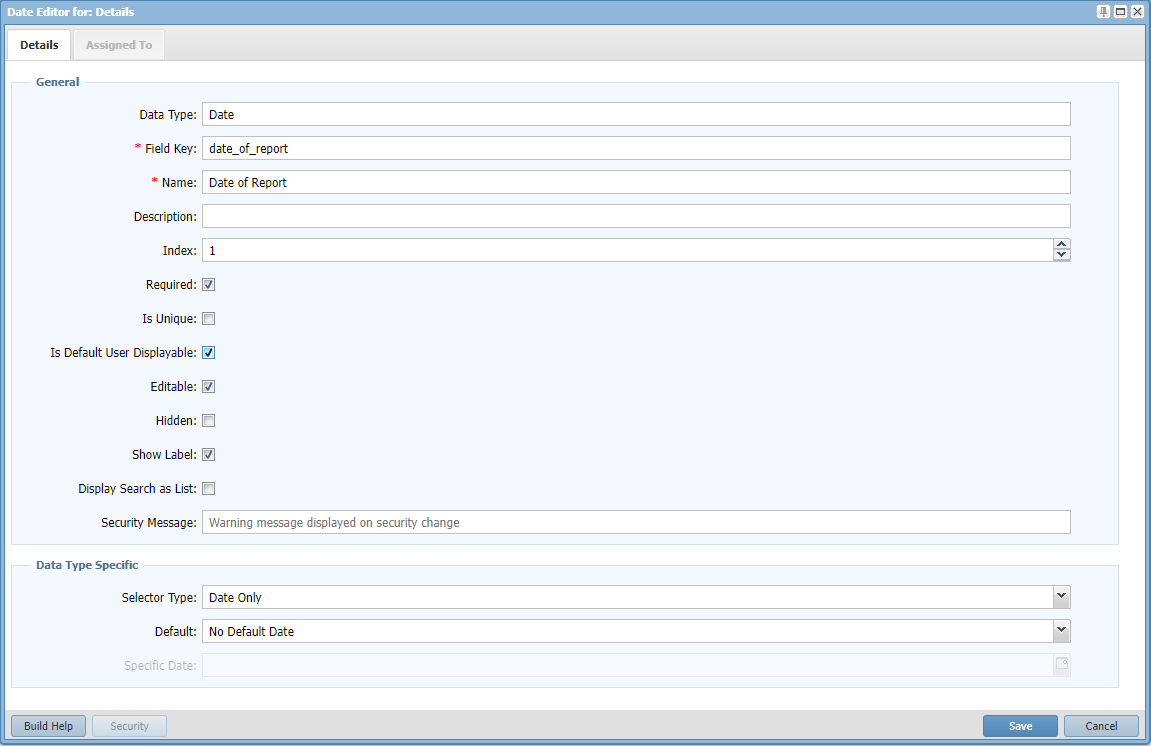 Date Editor for: Details
Details Assigned To
General
Data Type: Date
* Field Key: date_of_report
* Name: Date of Report
Description:
Index: 1
Required:
Is Unique:
Is Default User Displayable:
Editable:
Hidden:
Show Label:
Display Search as List:
Security Message: Warning message displayed on security change
Data Type Specific
Selector Type: Date Only
Default: No Default Date
Specific Date:
Build Help Security Save Cancel